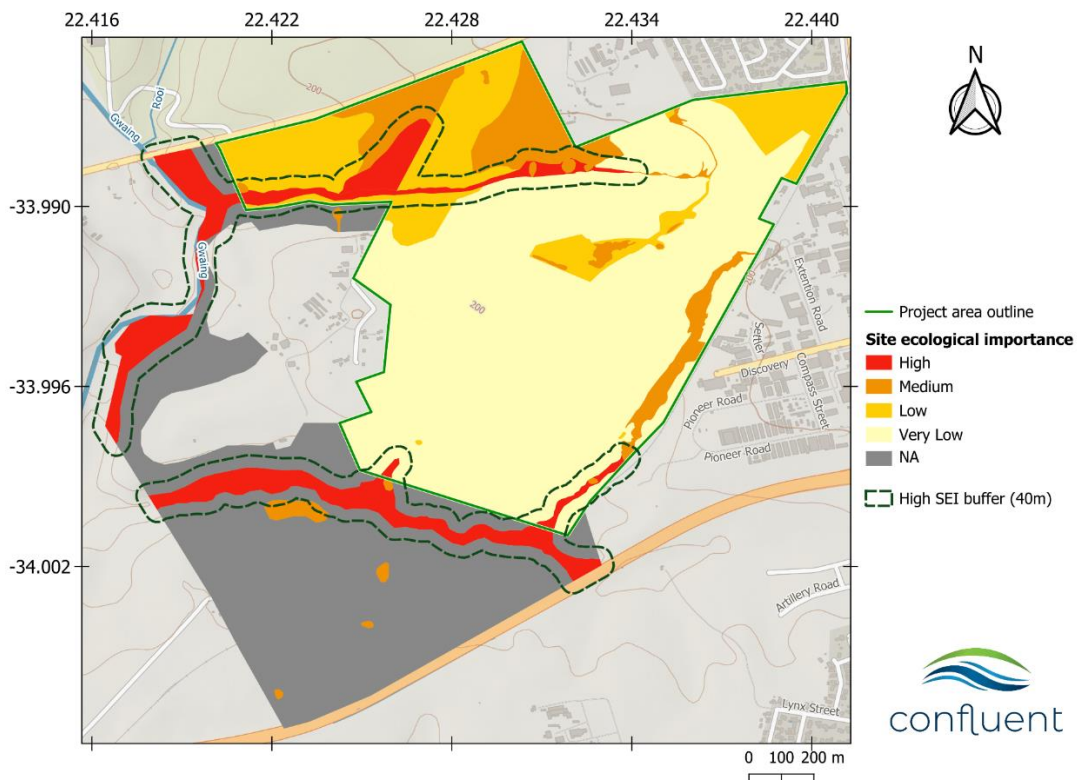 22.416 22.422 22.428 22.434 22.440
N
200
Rooi
Gwaing
-33.990
Gwaing
200
200
Extention Road
Settler
Discovery
Compass Street
-33.996
Pioneer Road
Pioneer Road
-34.002
Artillery Road
Lynx Street
Project area outline
Site ecological importance
High
Medium
Low
Very Low
NA
High SEI buffer (40m)
confluent
0 100 200 m